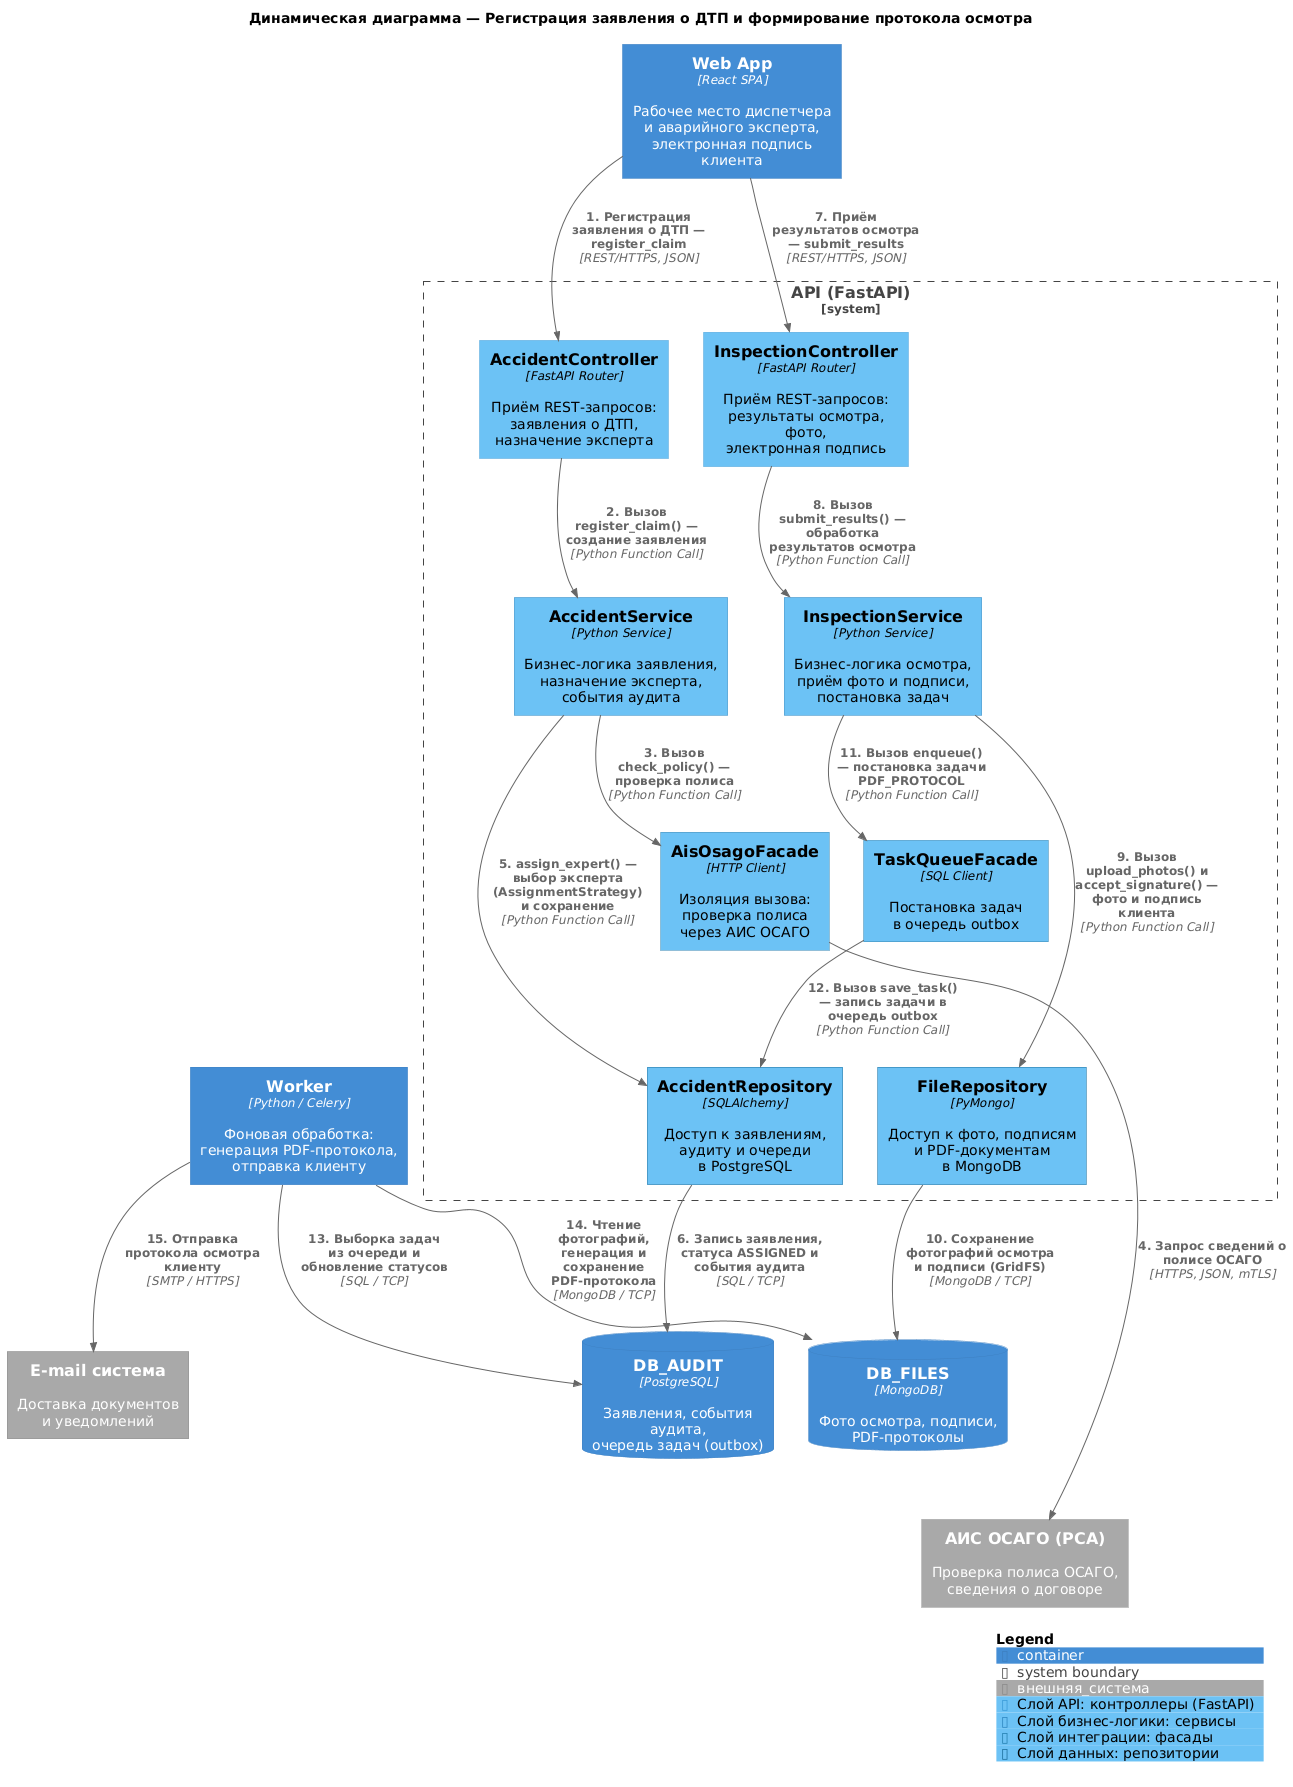 Динамическая диаграмма — Регистрация заявления о ДТП и формирование протокола осмотра
Web App
[React SPA]
Рабочее место диспетчера
и аварийного эксперта,
электронная подпись
клиента
1. Регистрация
заявления о ДТП —
register_claim
[REST/HTTPS, JSON]
7. Приём
результатов осмотра
— submit_results
[REST/HTTPS, JSON]
API (FastAPI)
[system]
AccidentController
[FastAPI Router]
Приём REST-запросов:
заявления о ДТП,
назначение эксперта
InspectionController
[FastAPI Router]
Приём REST-запросов:
результаты осмотра,
фото,
электронная подпись
2. Вызов
register_claim() —
создание заявления
[Python Function Call]
8. Вызов
submit_results() —
обработка
результатов осмотра
[Python Function Call]
AccidentService
[Python Service]
Бизнес-логика заявления,
назначение эксперта,
события аудита
InspectionService
[Python Service]
Бизнес-логика осмотра,
приём фото и подписи,
постановка задач
3. Вызов
check_policy() —
проверка полиса
[Python Function Call]
11. Вызов enqueue()
— постановка задачи
PDF_PROTOCOL
[Python Function Call]
5. assign_expert() —
выбор эксперта
(AssignmentStrategy)
и сохранение
[Python Function Call]
AisOsagoFacade
[HTTP Client]
Изоляция вызова:
проверка полиса
через АИС ОСАГО
TaskQueueFacade
[SQL Client]
Постановка задач
в очередь outbox
9. Вызов
upload_photos() и
accept_signature() —
фото и подпись
клиента
[Python Function Call]
12. Вызов save_task()
— запись задачи в
очередь outbox
[Python Function Call]
Worker
[Python / Celery]
Фоновая обработка:
генерация PDF-протокола,
отправка клиенту
AccidentRepository
[SQLAlchemy]
Доступ к заявлениям,
аудиту и очереди
в PostgreSQL
FileRepository
[PyMongo]
Доступ к фото, подписям
и PDF-документам
в MongoDB
15. Отправка
протокола осмотра
клиенту
[SMTP / HTTPS]
13. Выборка задач
из очереди и
обновление статусов
[SQL / TCP]
14. Чтение
фотографий,
генерация и
сохранение
PDF-протокола
[MongoDB / TCP]
6. Запись заявления,
статуса ASSIGNED и
события аудита
[SQL / TCP]
10. Сохранение
фотографий осмотра
и подписи (GridFS)
[MongoDB / TCP]
4. Запрос сведений о
полисе ОСАГО
[HTTPS, JSON, mTLS]
E-mail система
Доставка документов
и уведомлений
DB_AUDIT
[PostgreSQL]
Заявления, события
аудита,
очередь задач (outbox)
DB_FILES
[MongoDB]
Фото осмотра, подписи,
PDF-протоколы
АИС ОСАГО (РСА)
Проверка полиса ОСАГО,
сведения о договоре
Legend
container
system boundary
внешняя_система
Слой API: контроллеры (FastAPI)
Слой бизнес-логики: сервисы
Слой интеграции: фасады
Слой данных: репозитории